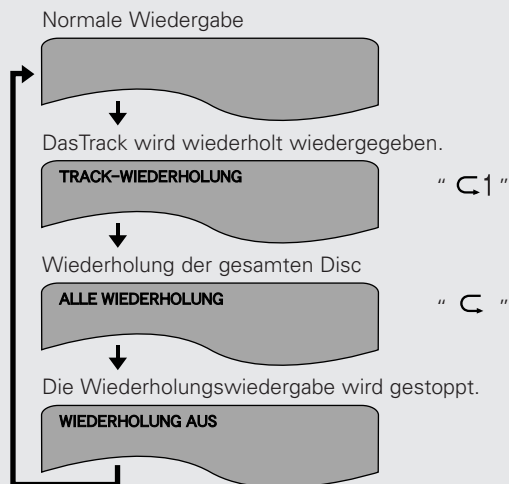 Normale Wiedergabe
DasTrack wird wiederholt wiedergegeben.
TRACK-WIEDERHOLUNG
“ 1 ”
Wiederholung der gesamten Disc
ALLE WIEDERHOLUNG
“ ”
Die Wiederholungswiedergabe wird gestoppt.
WIEDERHOLUNG AUS